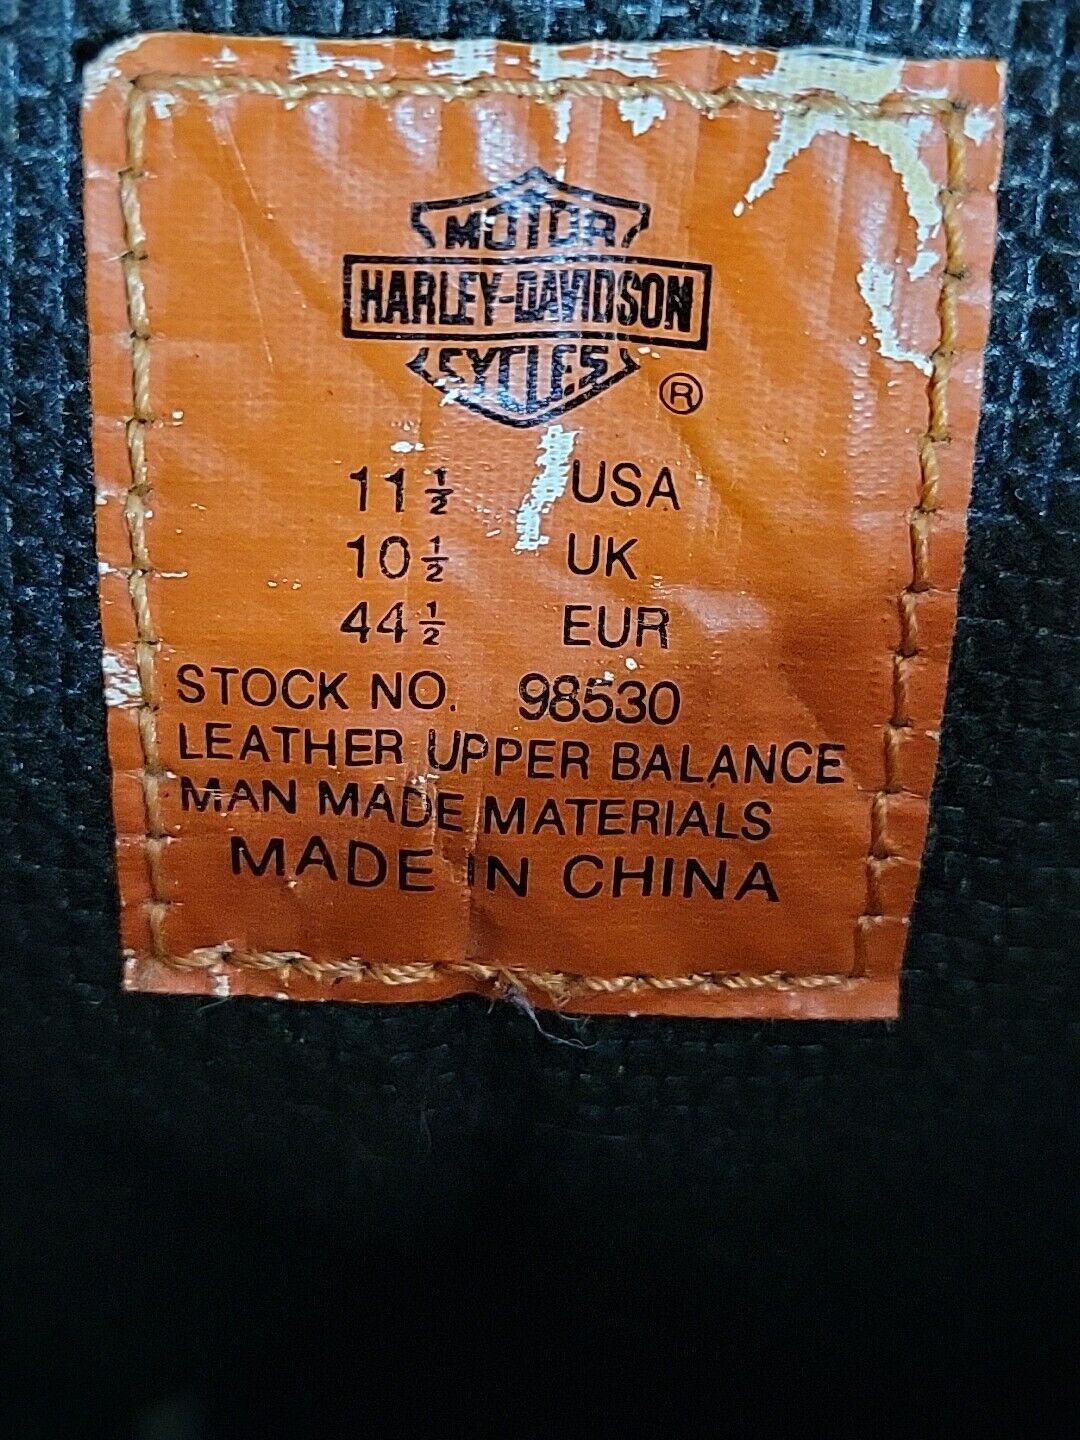 MOTOR
HARLEY-DAVIDSON
CYCLES
®
11 ½ USA
10 ½ UK
44 ½ EUR
STOCK NO. 98530
LEATHER UPPER BALANCE
MAN MADE MATERIALS
MADE IN CHINA